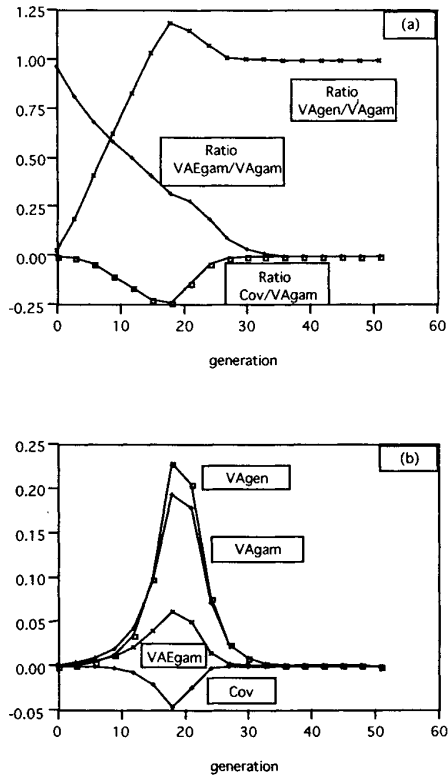 (a)
1.25
1.00
0.75
0.50
0.25
0.00
-0.25
Ratio
VAgen/VAgam
Ratio
VAEgam/VAgam
Ratio
Cov/VAgam
0 10 20 30 40 50 60
generation
(b)
0.25
0.20
0.15
0.10
0.05
0.00
-0.05
VAgen
VAgam
VAEgam
Cov
0 10 20 30 40 50 60
generation